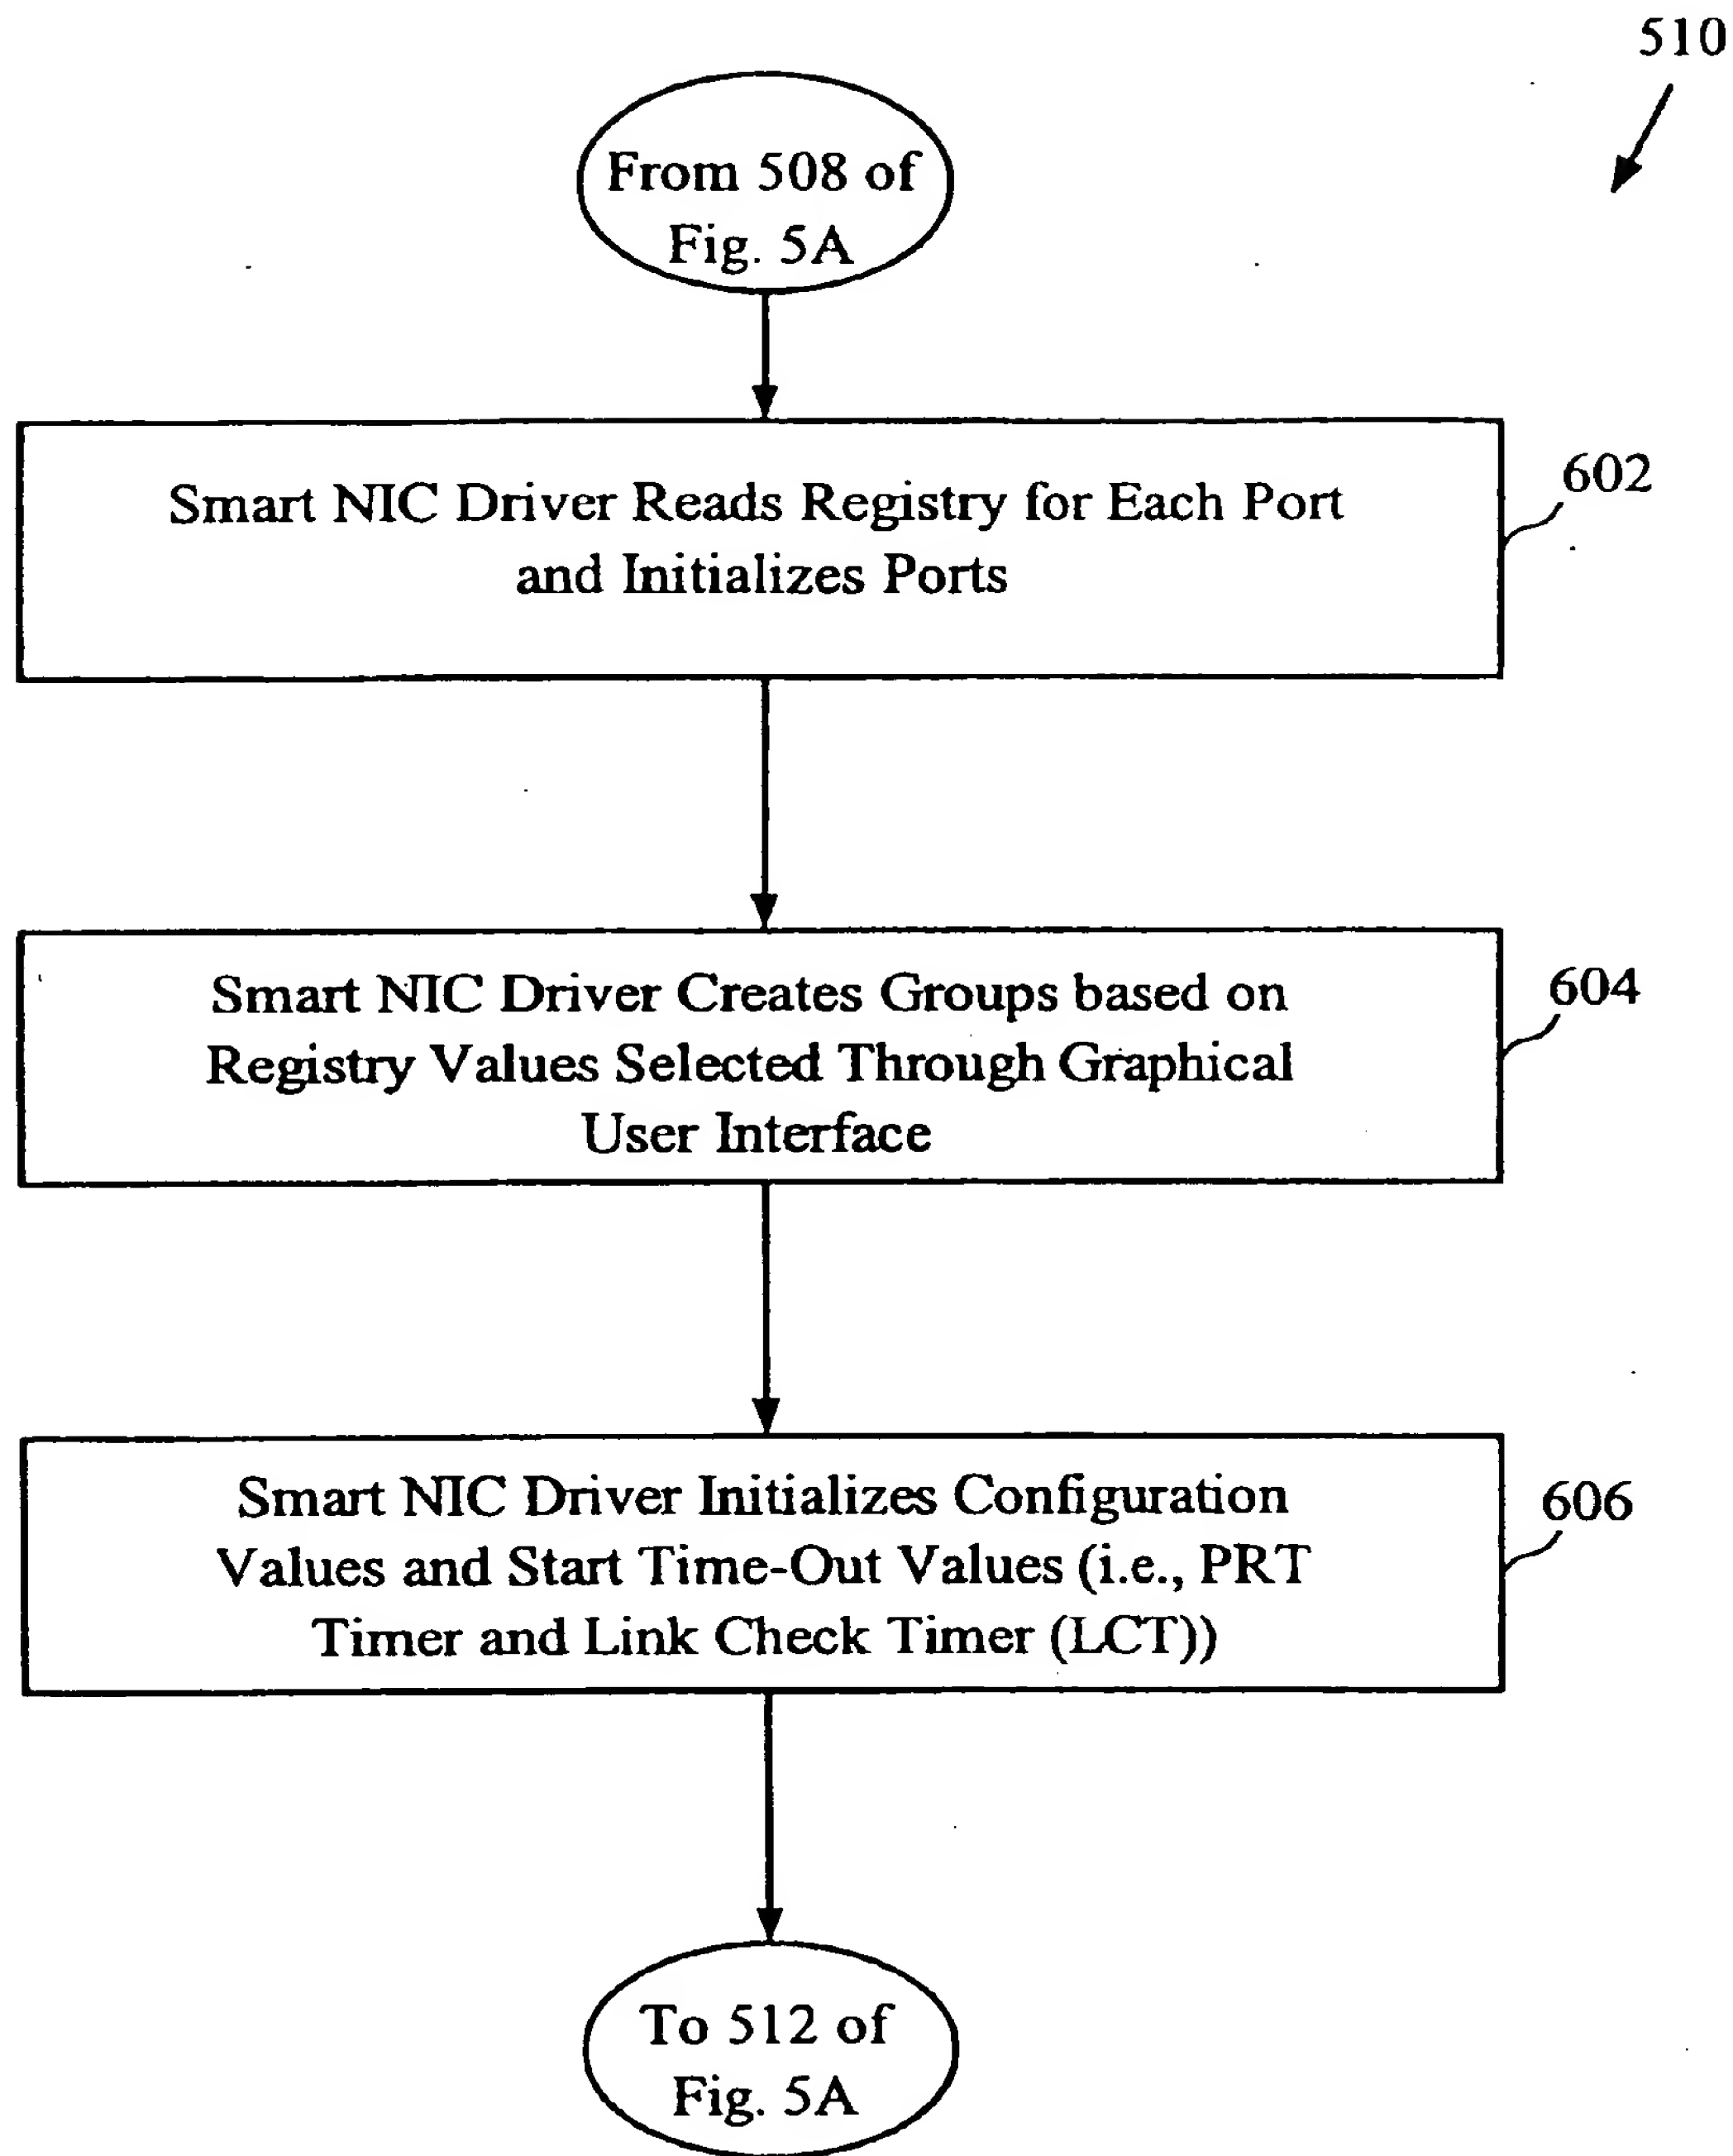 510
From 508 of
Fig. 5A
Smart NIC Driver Reads Registry for Each Port
and Initializes Ports
602
Smart NIC Driver Creates Groups based on
Registry Values Selected Through Graphical
User Interface
604
Smart NIC Driver Initializes Configuration
Values and Start Time-Out Values (i.e., PRT
Timer and Link Check Timer (LCT))
606
To 512 of
Fig. 5A